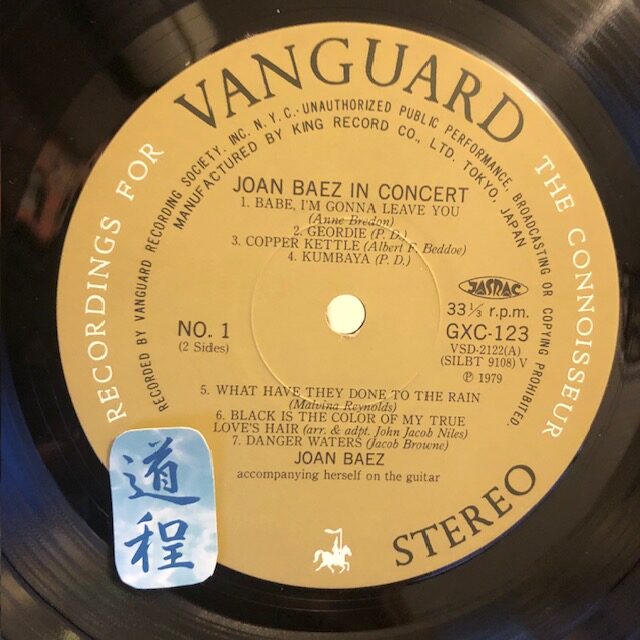 RECORDINGS FOR
VANGUARD
THE CONNOISSEUR
RECORDED BY VANGUARD RECORDING SOCIETY, INC. N.Y.C. · UNAUTHORIZED PUBLIC PERFORMANCE, BROADCASTING OR COPYING PROHIBITED.
MANUFACTURED BY KING RECORD CO., LTD. TOKYO, JAPAN
JOAN BAEZ IN CONCERT
1. BABE, I'M GONNA LEAVE YOU
(Anne Bredon)
2. GEORDIE (P. D.)
3. COPPER KETTLE (Albert F. Beddoe)
4. KUMBAYA (P. D.)
JASRAC
NO. 1
(2 Sides)
33 1/3 r.p.m.
GXC-123
VSD-2122(A)
(SILBT 9108) V
Ⓟ 1979
5. WHAT HAVE THEY DONE TO THE RAIN
(Malvina Reynolds)
6. BLACK IS THE COLOR OF MY TRUE
LOVE'S HAIR (arr. & adpt. John Jacob Niles)
7. DANGER WATERS (Jacob Browne)
JOAN BAEZ
accompanying herself on the guitar
STEREO
道程